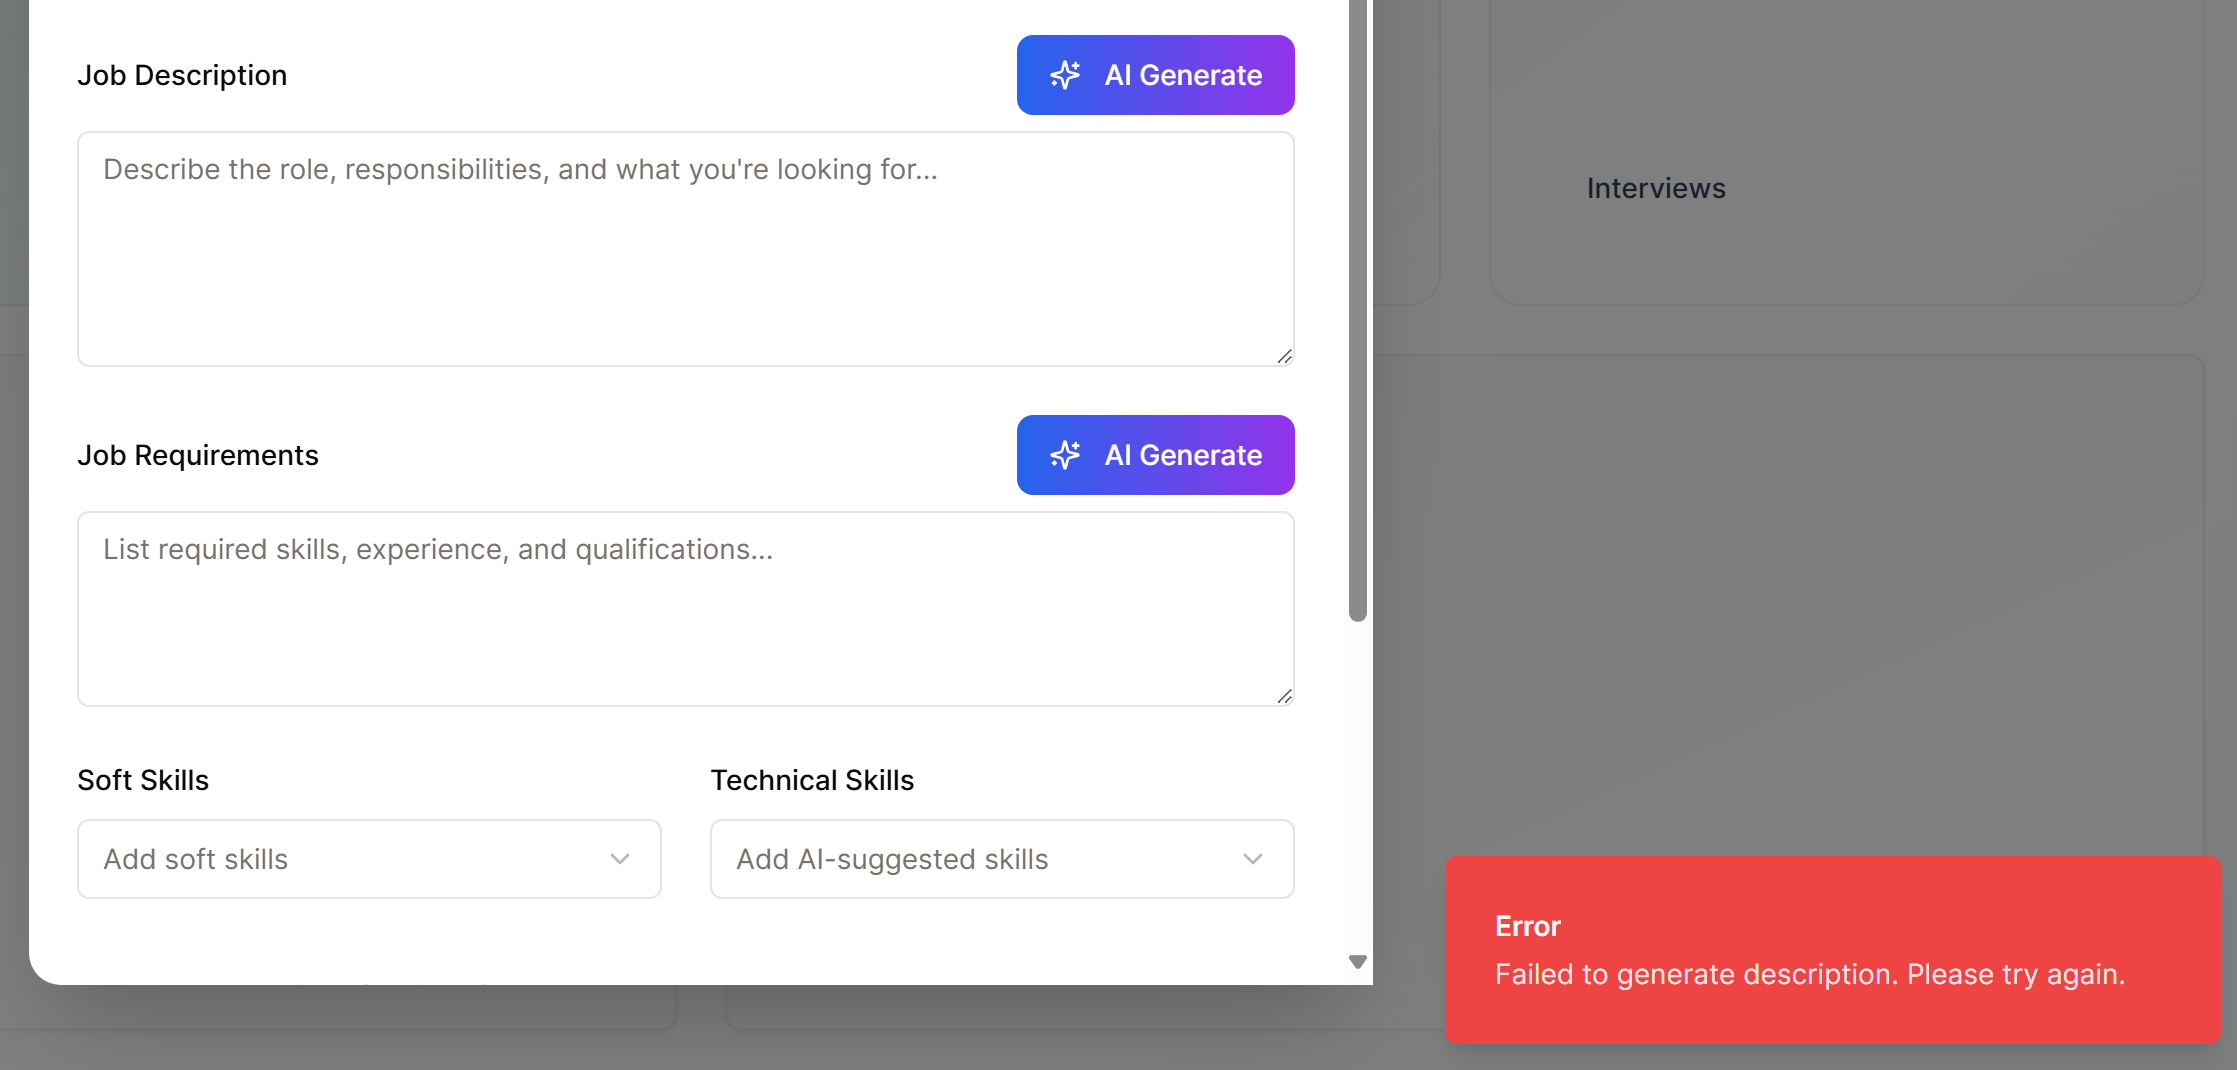 Job Description
AI Generate
Describe the role, responsibilities, and what you're looking for...
Interviews
Job Requirements
AI Generate
List required skills, experience, and qualifications...
Soft Skills
Technical Skills
Add soft skills
Add AI-suggested skills
Error
Failed to generate description. Please try again.